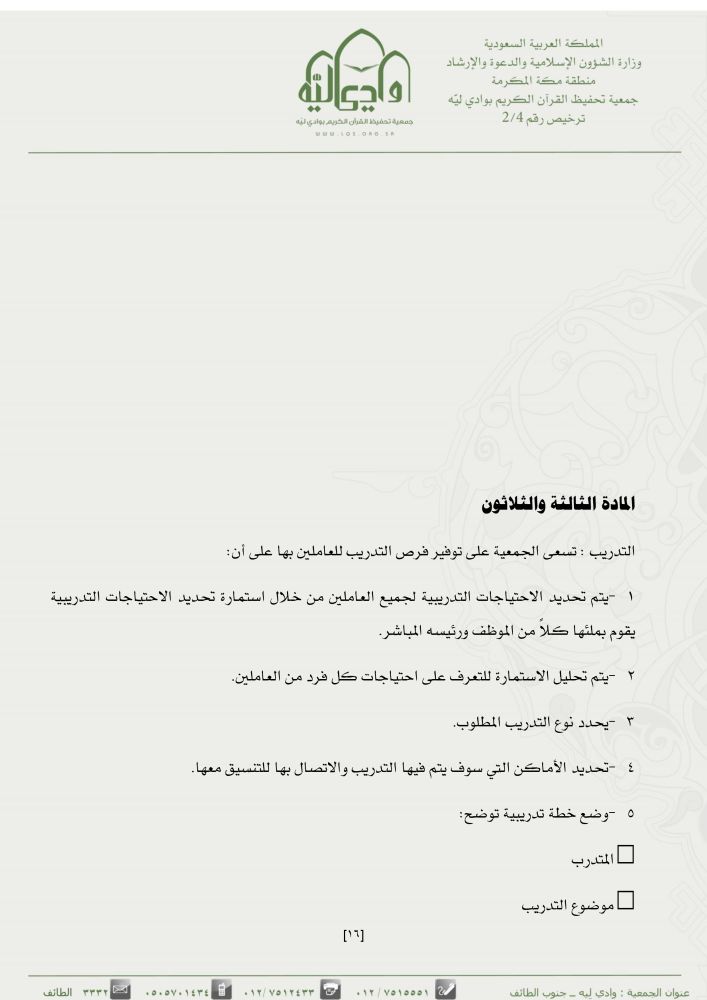 المملكة العربية السعودية
وزارة الشؤون الإسلامية والدعوة والإرشاد
منطقة مكة المكرمة
جمعية تحفيظ القرآن الكريم بوادي ليّه
ترخيص رقم 2/4
وادي ليه
جمعية تحفيظ القرآن الكريم بوادي ليّه
WWW.LQS.ORG.SA
المادة الثالثة والثلاثون
التدريب : تسعى الجمعية على توفير فرص التدريب للعاملين بها على أن:
١ -يتم تحديد الاحتياجات التدريبية لجميع العاملين من خلال استمارة تحديد الاحتياجات التدريبية
يقوم بملئها كلاً من الموظف ورئيسه المباشر.
٢ -يتم تحليل الاستمارة للتعرف على احتياجات كل فرد من العاملين.
٣ -يحدد نوع التدريب المطلوب.
٤ -تحديد الأماكن التي سوف يتم فيها التدريب والاتصال بها للتنسيق معها.
٥ -وضع خطة تدريبية توضح:
□ المتدرب
□ موضوع التدريب
[١٦]
عنوان الجمعية : وادي ليه – جنوب الطائف ٠١٢ / ٧٥١٥٥٥١ ٠١٢/ ٧٥١٢٤٣٣ ٠٥٠٥٧٠١٤٣٤ ٣٣٣٢ الطائف